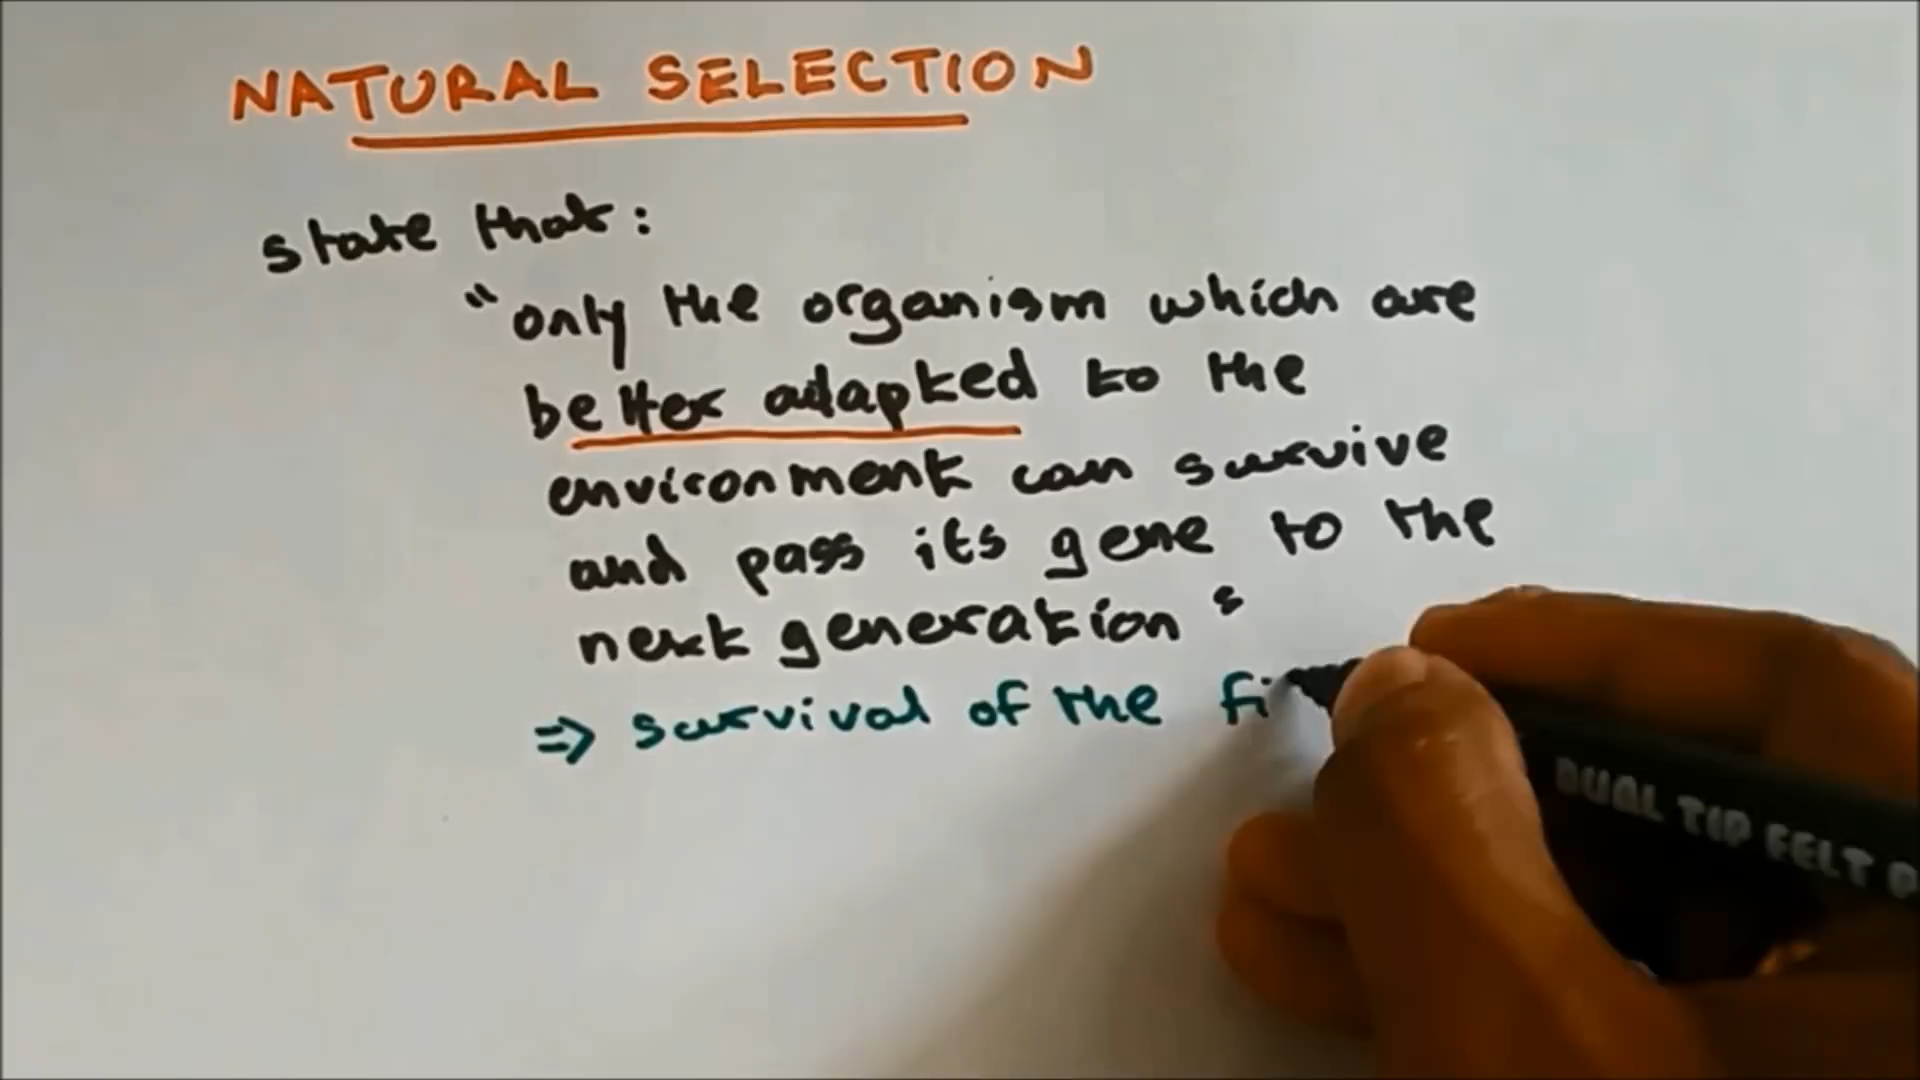 NATURAL SELECTION
state that:
"only the organism which are
better adapted to the
environment can survive
and pass its gene to the
next generation"
=> survival of the fi
DUAL TIP FELT P